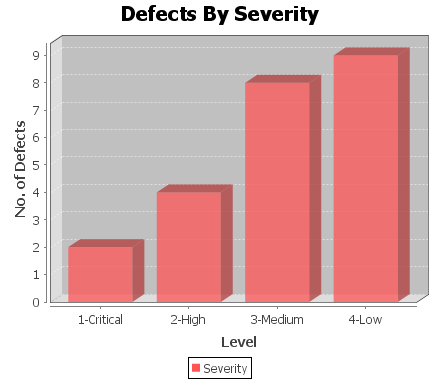 Defects By Severity
No. of Defects
9
8
7
6
5
4
3
2
1
0
1-Critical 2-High 3-Medium 4-Low
Level
Severity